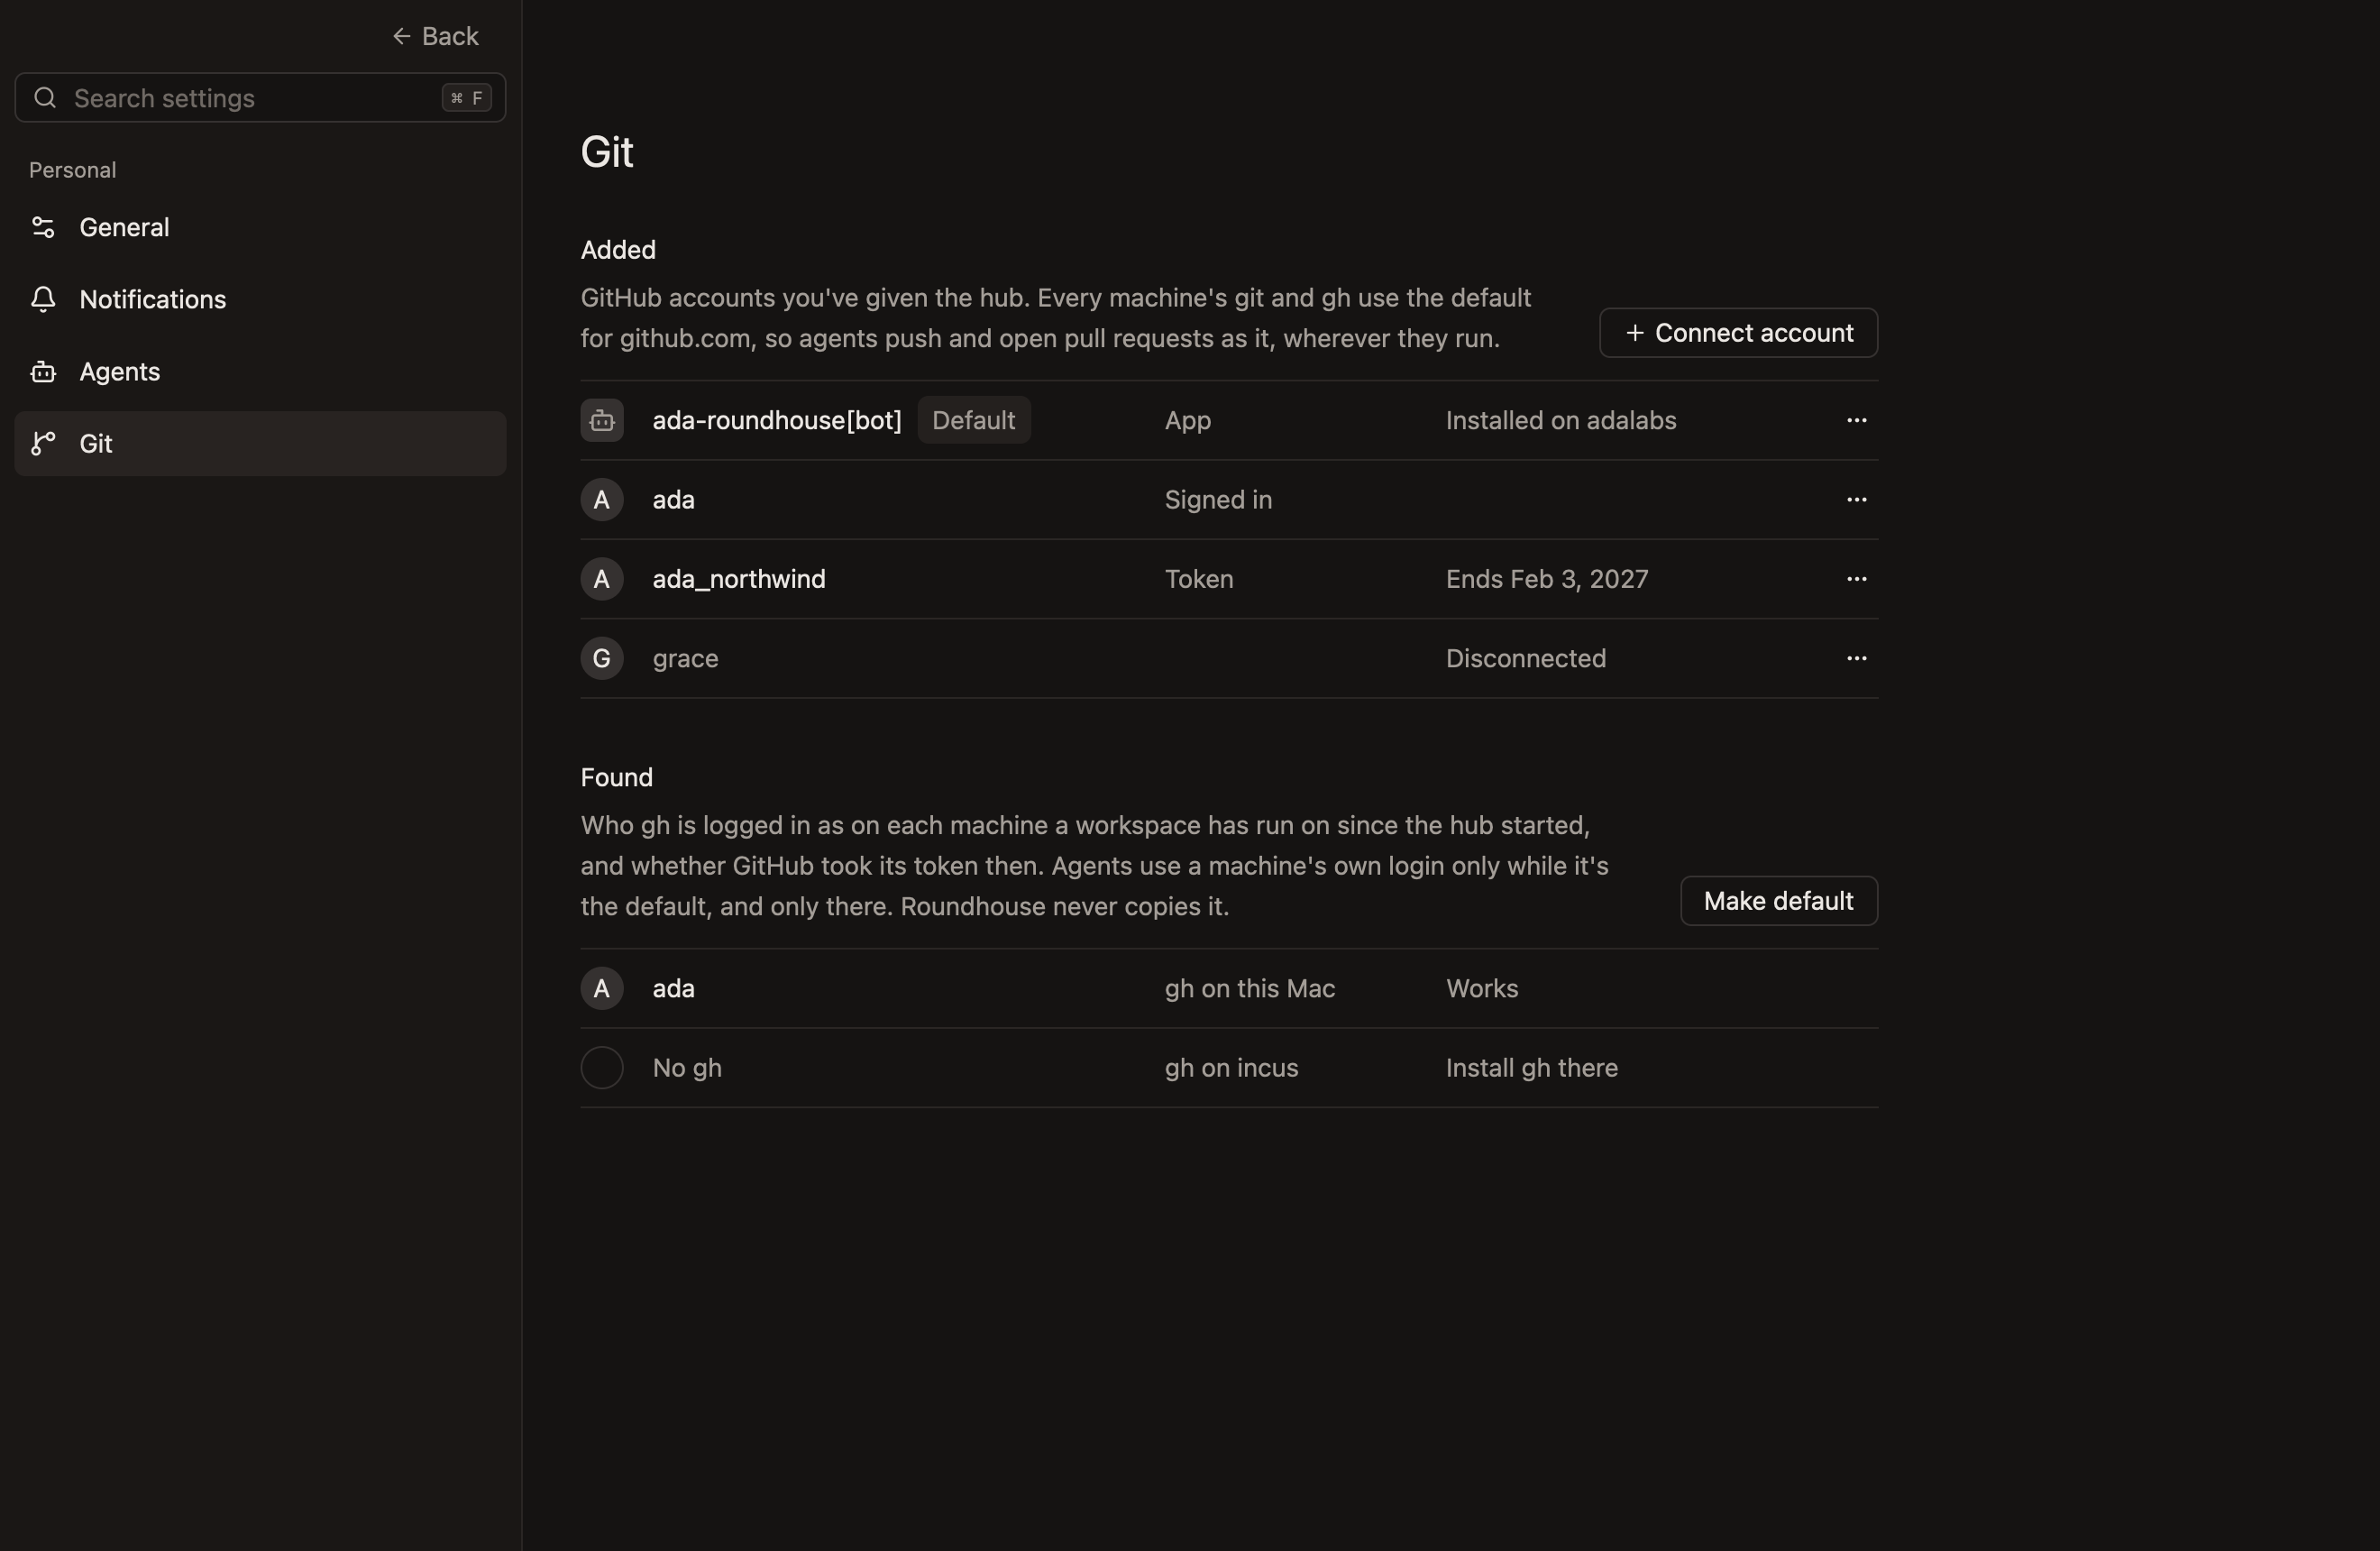 ← Back
Search settings ⌘ F
Personal
General
Notifications
Agents
Git
Git
Added
GitHub accounts you've given the hub. Every machine's git and gh use the default
for github.com, so agents push and open pull requests as it, wherever they run.
+ Connect account
ada-roundhouse[bot] Default App Installed on adalabs ···
A ada Signed in ···
A ada_northwind Token Ends Feb 3, 2027 ···
G grace Disconnected ···
Found
Who gh is logged in as on each machine a workspace has run on since the hub started,
and whether GitHub took its token then. Agents use a machine's own login only while it's
the default, and only there. Roundhouse never copies it.
Make default
A ada gh on this Mac Works
No gh gh on incus Install gh there